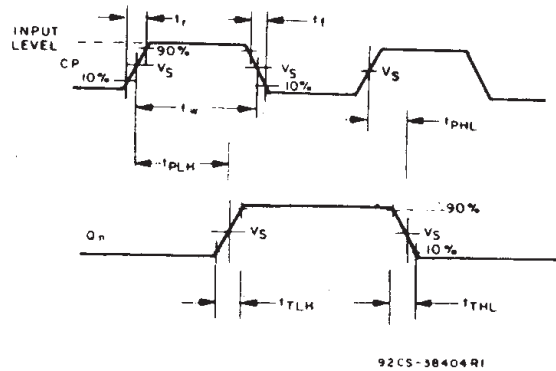 tr
tf
INPUT
LEVEL
90%
CP
VS
VS
VS
10%
10%
tw
tPHL
tPLH
90%
Qn
VS
VS
10%
tTLH
tTHL
92CS-38404R1